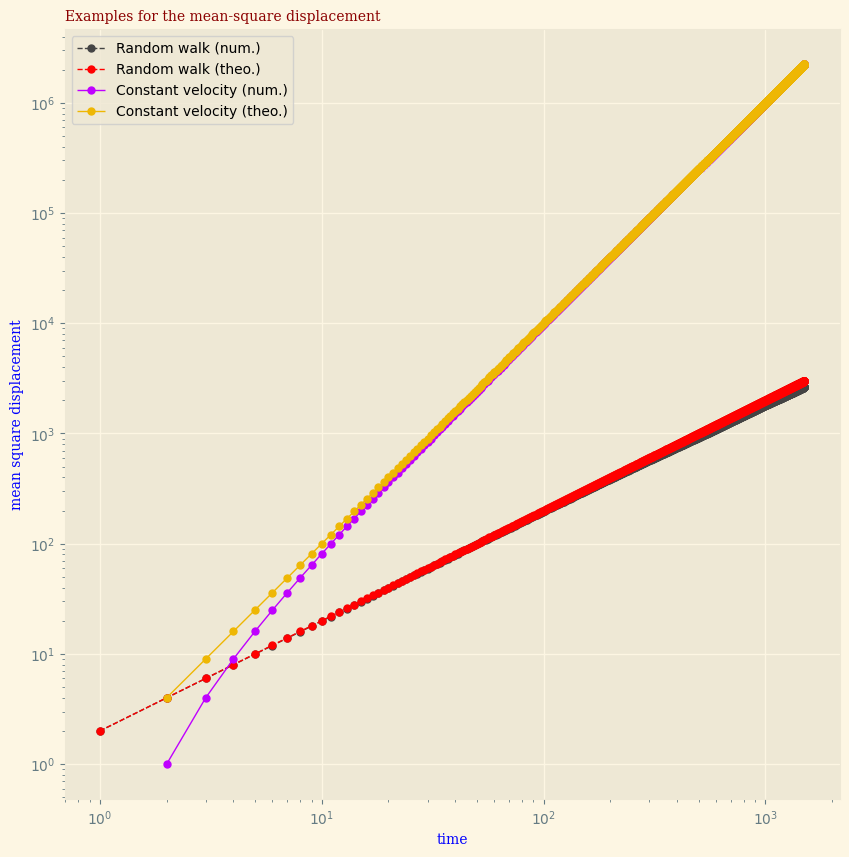 Examples for the mean-square displacement
Random walk (num.)
Random walk (theo.)
Constant velocity (num.)
Constant velocity (theo.)
mean square displacement
10⁶
10⁵
10⁴
10³
10²
10¹
10⁰
10⁰ 10¹ 10² 10³
time